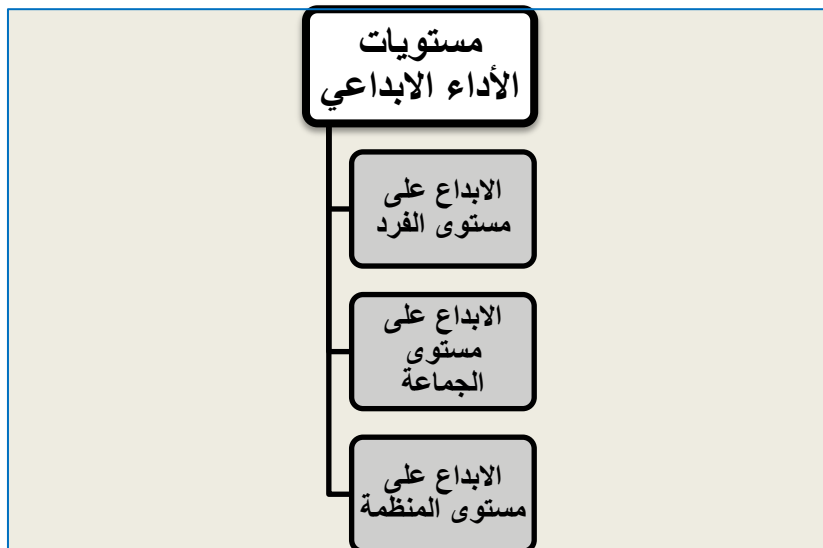 مستويات
الأداء الابداعي
الابداع على
مستوى الفرد
الابداع على
مستوى
الجماعة
الابداع على
مستوى المنظمة